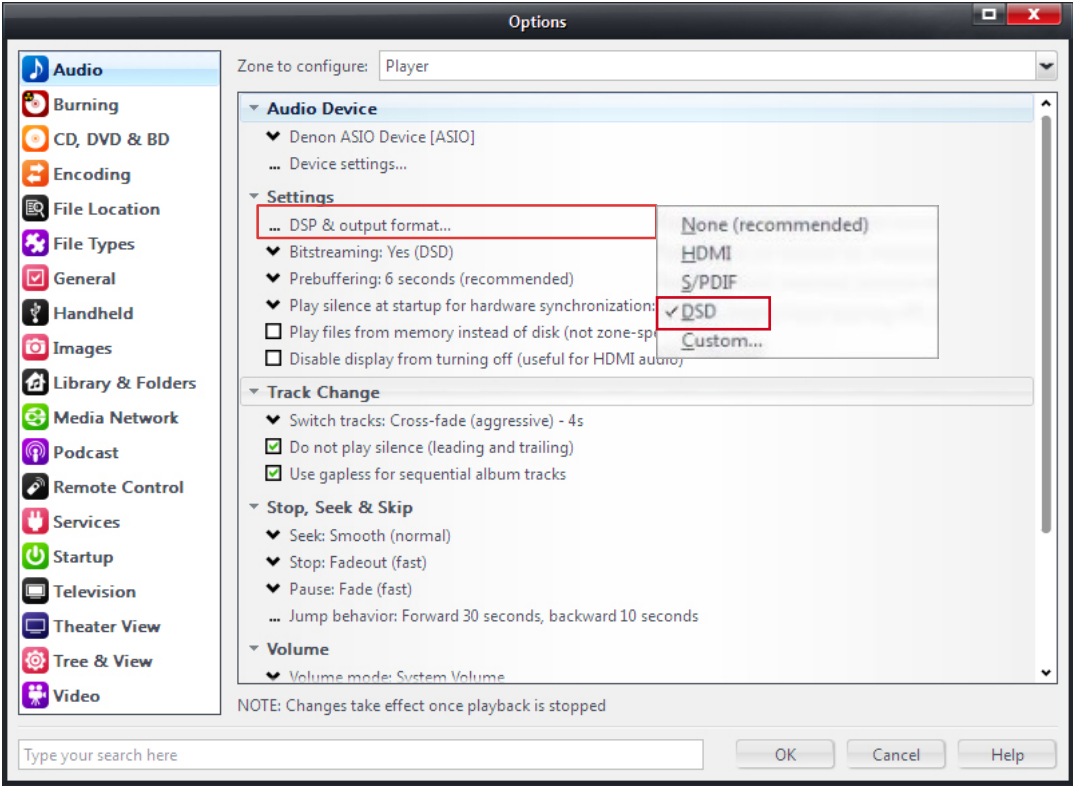 Options
Audio
Burning
CD, DVD & BD
Encoding
File Location
File Types
General
Handheld
Images
Library & Folders
Media Network
Podcast
Remote Control
Services
Startup
Television
Theater View
Tree & View
Video
Zone to configure: Player
Audio Device
Denon ASIO Device [ASIO]
... Device settings...
Settings
... DSP & output format...
Bitstreaming: Yes (DSD)
Prebuffering: 6 seconds (recommended)
Play silence at startup for hardware synchronization:
Play files from memory instead of disk (not zone-sp
Disable display from turning off (useful for HDMI audio)
None (recommended)
HDMI
S/PDIF
DSD
Custom...
Track Change
Switch tracks: Cross-fade (aggressive) - 4s
Do not play silence (leading and trailing)
Use gapless for sequential album tracks
Stop, Seek & Skip
Seek: Smooth (normal)
Stop: Fadeout (fast)
Pause: Fade (fast)
... Jump behavior: Forward 30 seconds, backward 10 seconds
Volume
Volume mode: System Volume
NOTE: Changes take effect once playback is stopped
Type your search here
OK Cancel Help